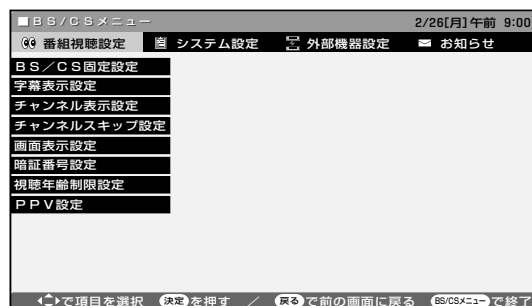 ■BS/CSメニュー 2/26[月]午前 9:00
番組視聴設定 システム設定 外部機器設定 お知らせ
BS/CS固定設定
字幕表示設定
チャンネル表示設定
チャンネルスキップ設定
画面表示設定
暗証番号設定
視聴年齢制限設定
PPV設定
で項目を選択 決定を押す / 戻るで前の画面に戻る BS/CSメニューで終了